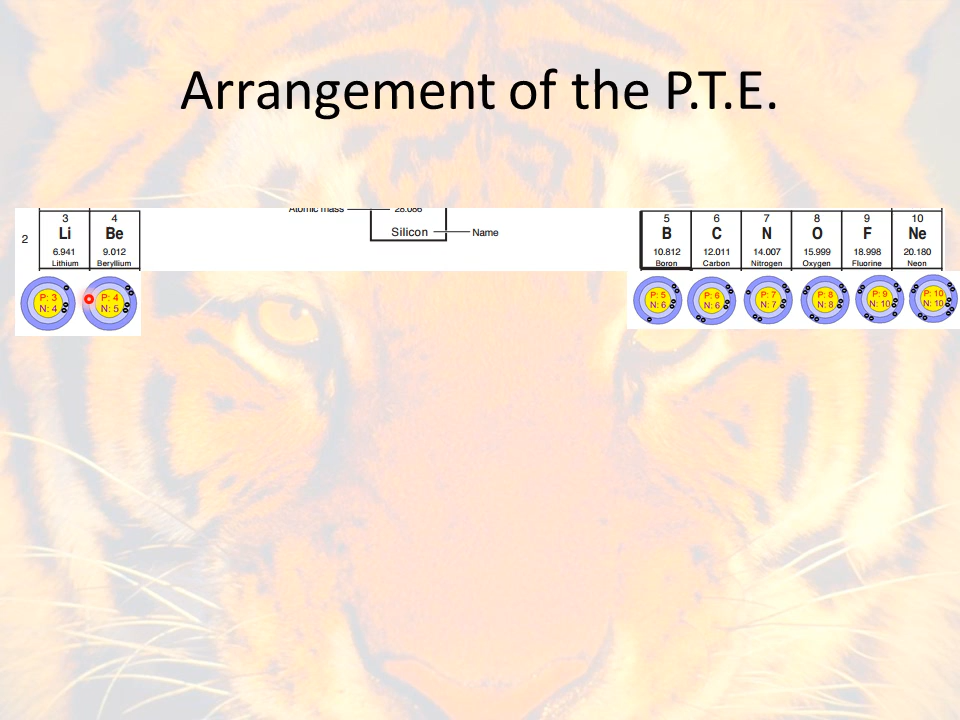 Arrangement of the P.T.E.
Atomic mass 28.086
3 4 5 6 7 8 9 10
2 Li Be Silicon Name B C N O F Ne
6.941 9.012 10.812 12.011 14.007 15.999 18.998 20.180
Lithium Beryllium Boron Carbon Nitrogen Oxygen Fluorine Neon
P: 3 P: 4 P: 5 P: 6 P: 7 P: 8 P: 9 P: 10
N: 4 N: 5 N: 6 N: 6 N: 7 N: 8 N: 10 N: 10